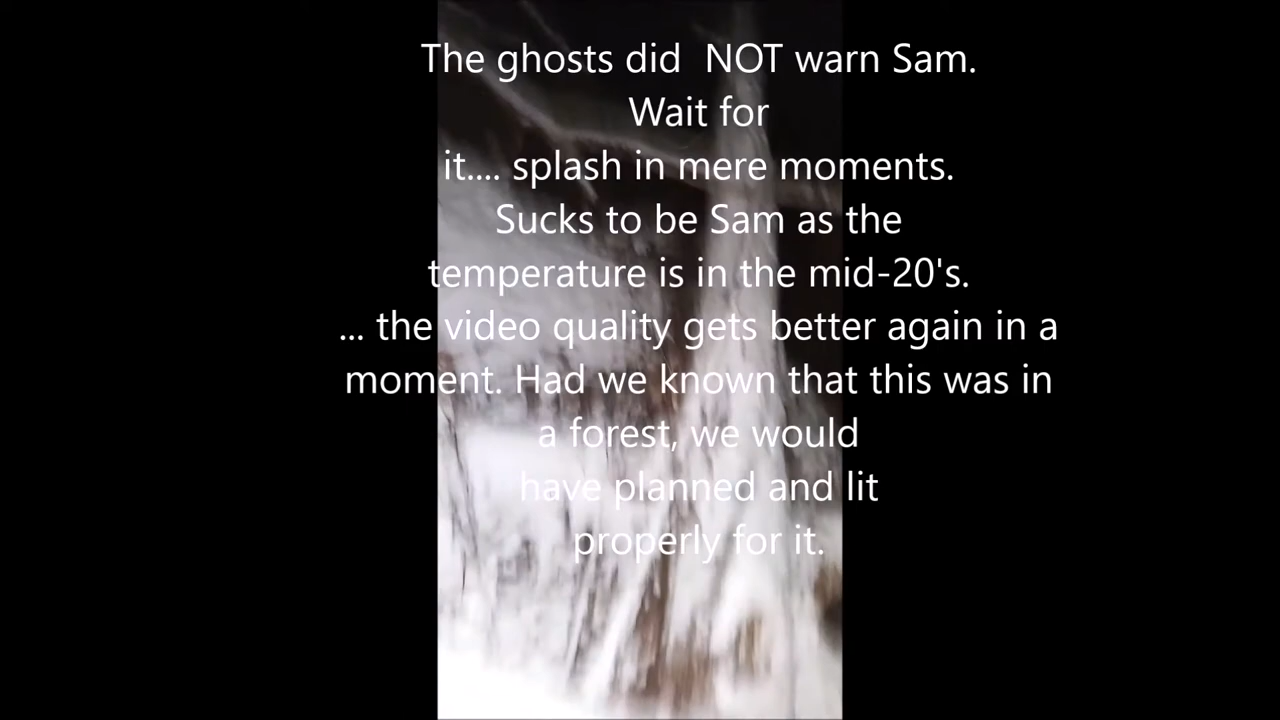 The ghosts did  NOT warn Sam.
Wait for
it.... splash in mere moments.
Sucks to be Sam as the
temperature is in the mid-20's.
... the video quality gets better again in a
moment. Had we known that this was in
a forest, we would
have planned and lit
properly for it.